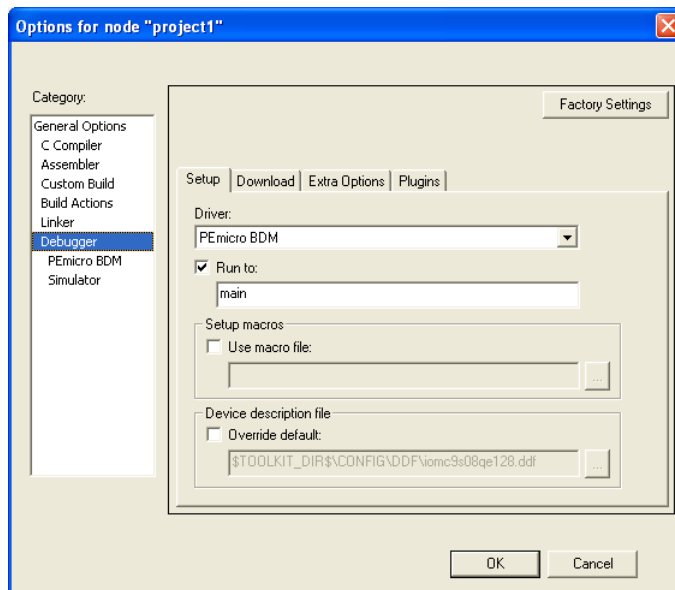 Options for node "project1"
Category:
Factory Settings
General Options
C Compiler
Assembler
Custom Build
Build Actions
Linker
Debugger
PEmicro BDM
Simulator
Setup Download Extra Options Plugins
Driver:
PEmicro BDM
Run to:
main
Setup macros
Use macro file:
...
Device description file
Override default:
$TOOLKIT_DIR$\CONFIG\DDF\iomc9s08qe128.ddf
...
OK Cancel